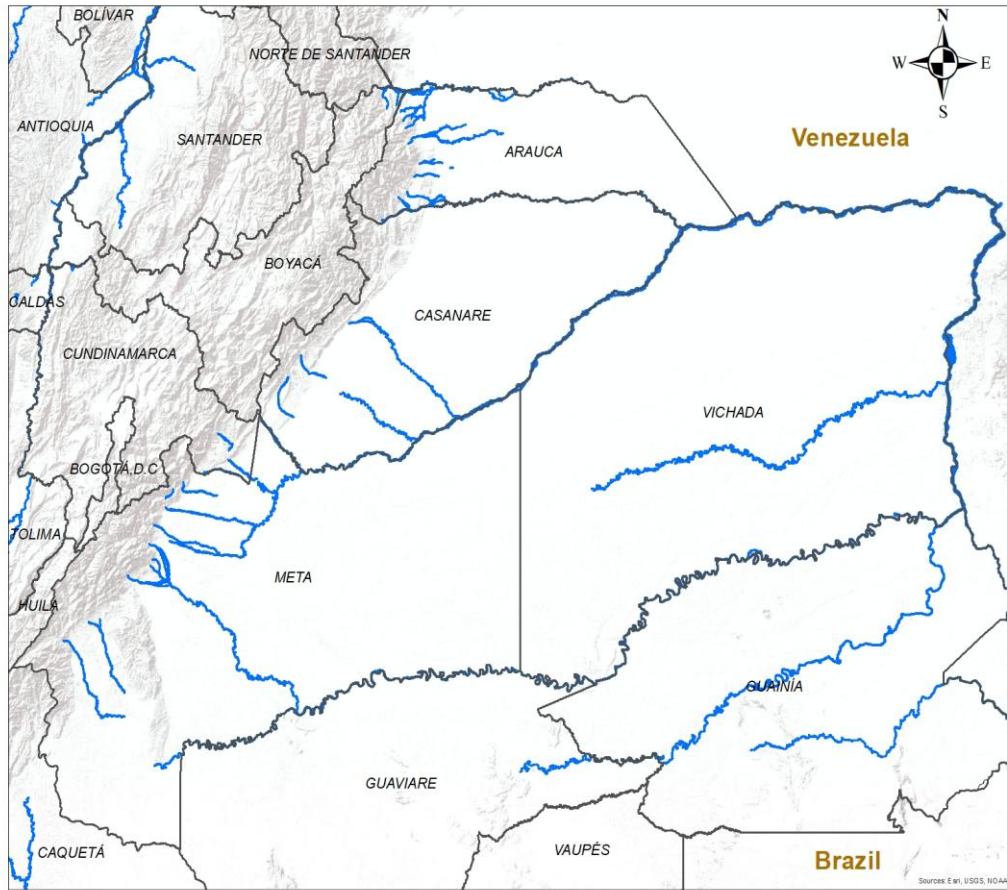 BOLÍVAR
N
NORTE DE SANTANDER
W
E
S
ANTIOQUIA
SANTANDER
Venezuela
ARAUCA
BOYACÁ
CALDAS
CASANARE
CUNDINAMARCA
VICHADA
BOGOTÁ,D.C
TOLIMA
META
HUILA
GUAINÍA
GUAVIARE
CAQUETÁ
VAUPÉS
Brazil
Sources: Esri, USGS, NOAA